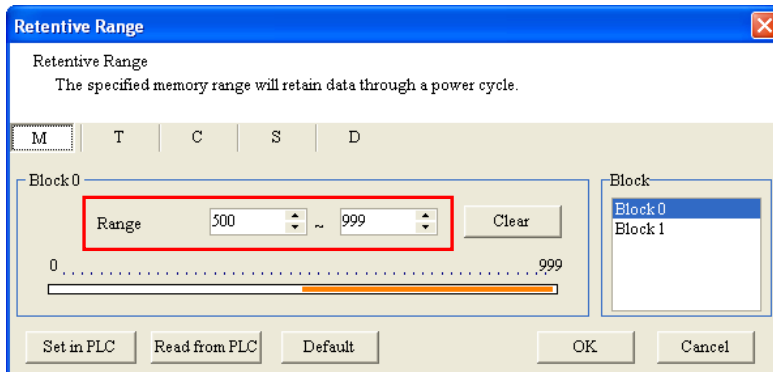 Retentive Range
Retentive Range
The specified memory range will retain data through a power cycle.
M T C S D
Block 0 Block
Range 500 ~ 999 Clear
Block 0
Block 1
0 999
Set in PLC Read from PLC Default OK Cancel